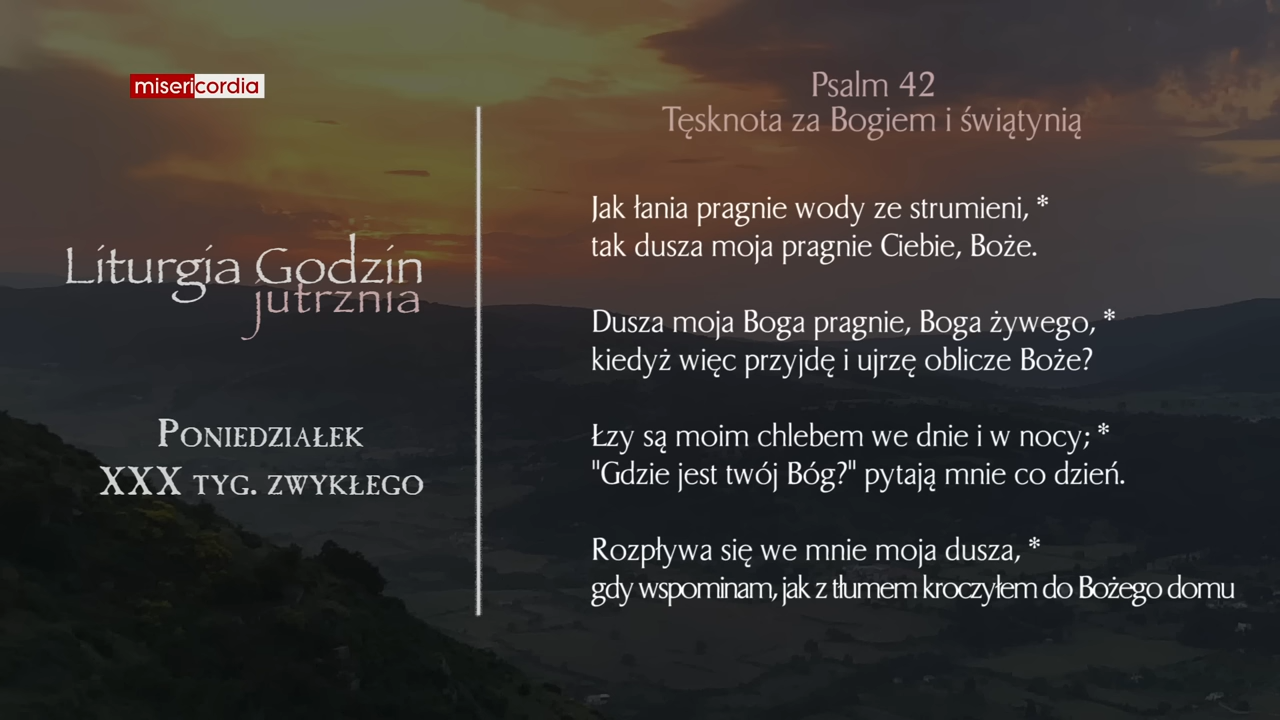 misericordia
Liturgia Godzin
jutrznia
Poniedziałek
XXX tyg. zwykłego
Psalm 42
Tęsknota za Bogiem i świątynią
Jak łania pragnie wody ze strumieni, *
tak dusza moja pragnie Ciebie, Boże.
Dusza moja Boga pragnie, Boga żywego, *
kiedyż więc przyjdę i ujrzę oblicze Boże?
Łzy są moim chlebem we dnie i w nocy; *
"Gdzie jest twój Bóg?" pytają mnie co dzień.
Rozpływa się we mnie moja dusza, *
gdy wspominam, jak z tłumem kroczyłem do Bożego domu